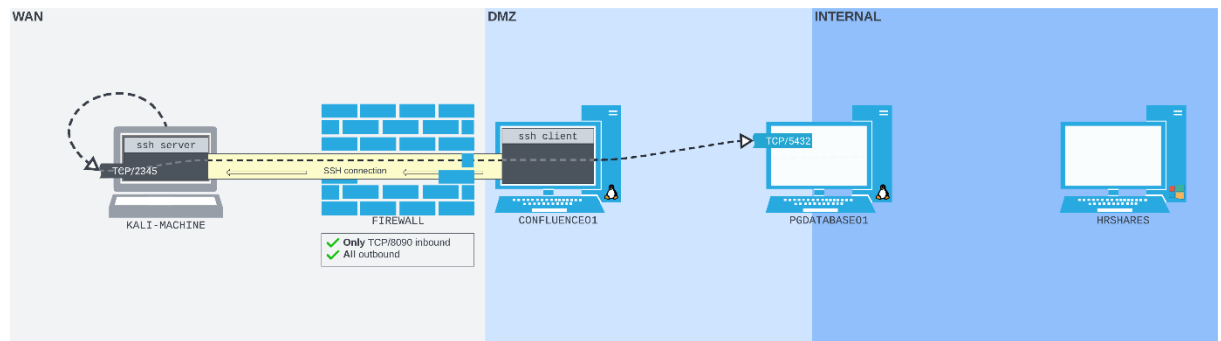 WAN
DMZ
INTERNAL
ssh server
TCP/2345
KALI-MACHINE
SSH connection
FIREWALL
Only TCP/8090 inbound
All outbound
ssh client
CONFLUENCE01
TCP/5432
PGDATABASE01
HRSHARES